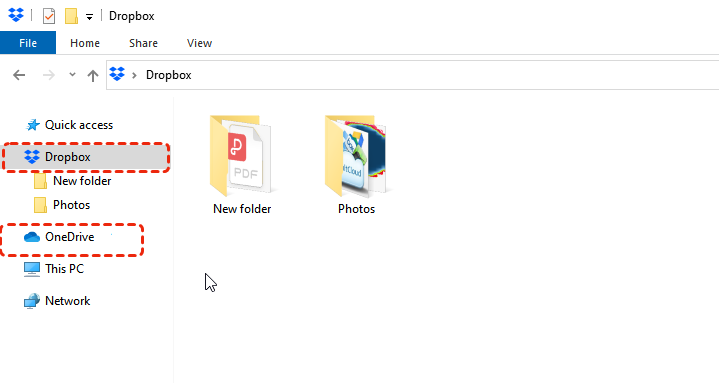 Dropbox
File Home Share View
Dropbox
Quick access
Dropbox
New folder
Photos
OneDrive
This PC
Network
PDF
New folder
Photos